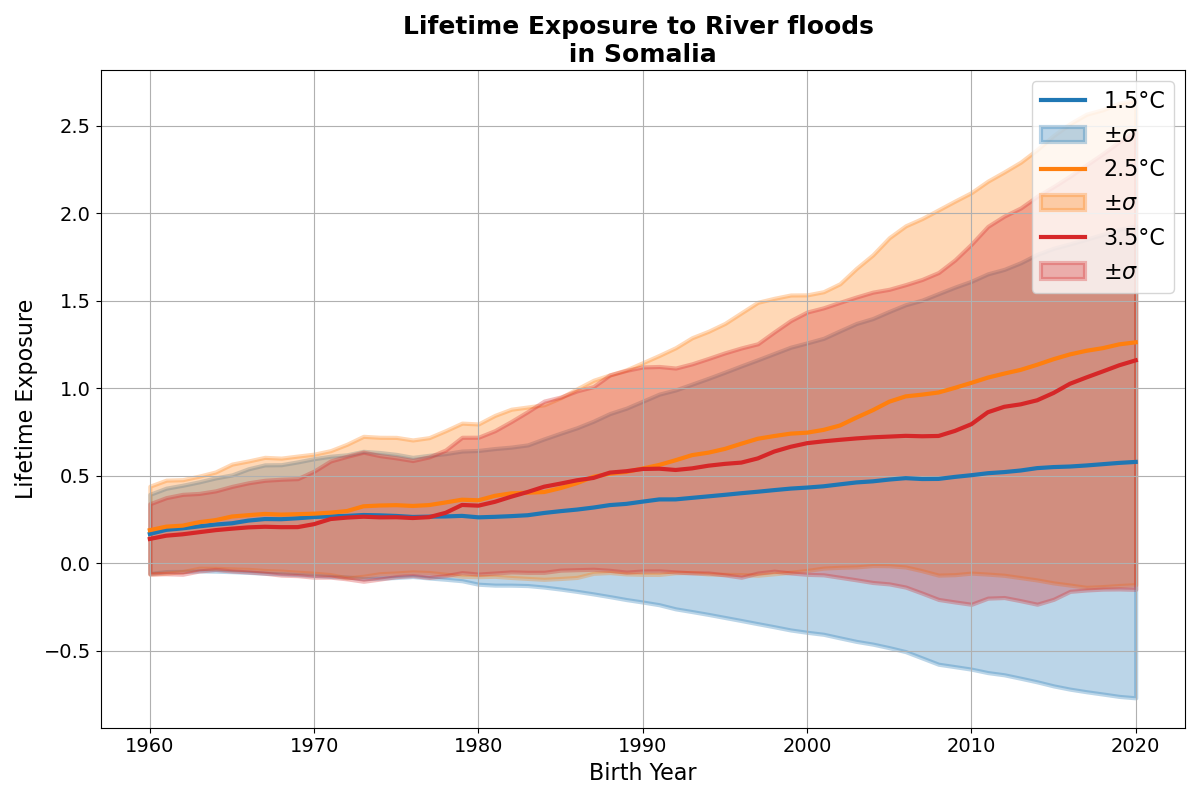 Lifetime Exposure to River floods
in Somalia
Lifetime Exposure
2.5
2.0
1.5
1.0
0.5
0.0
−0.5
1960
1970
1980
1990
2000
2010
2020
Birth Year
1.5°C
±σ
2.5°C
±σ
3.5°C
±σ